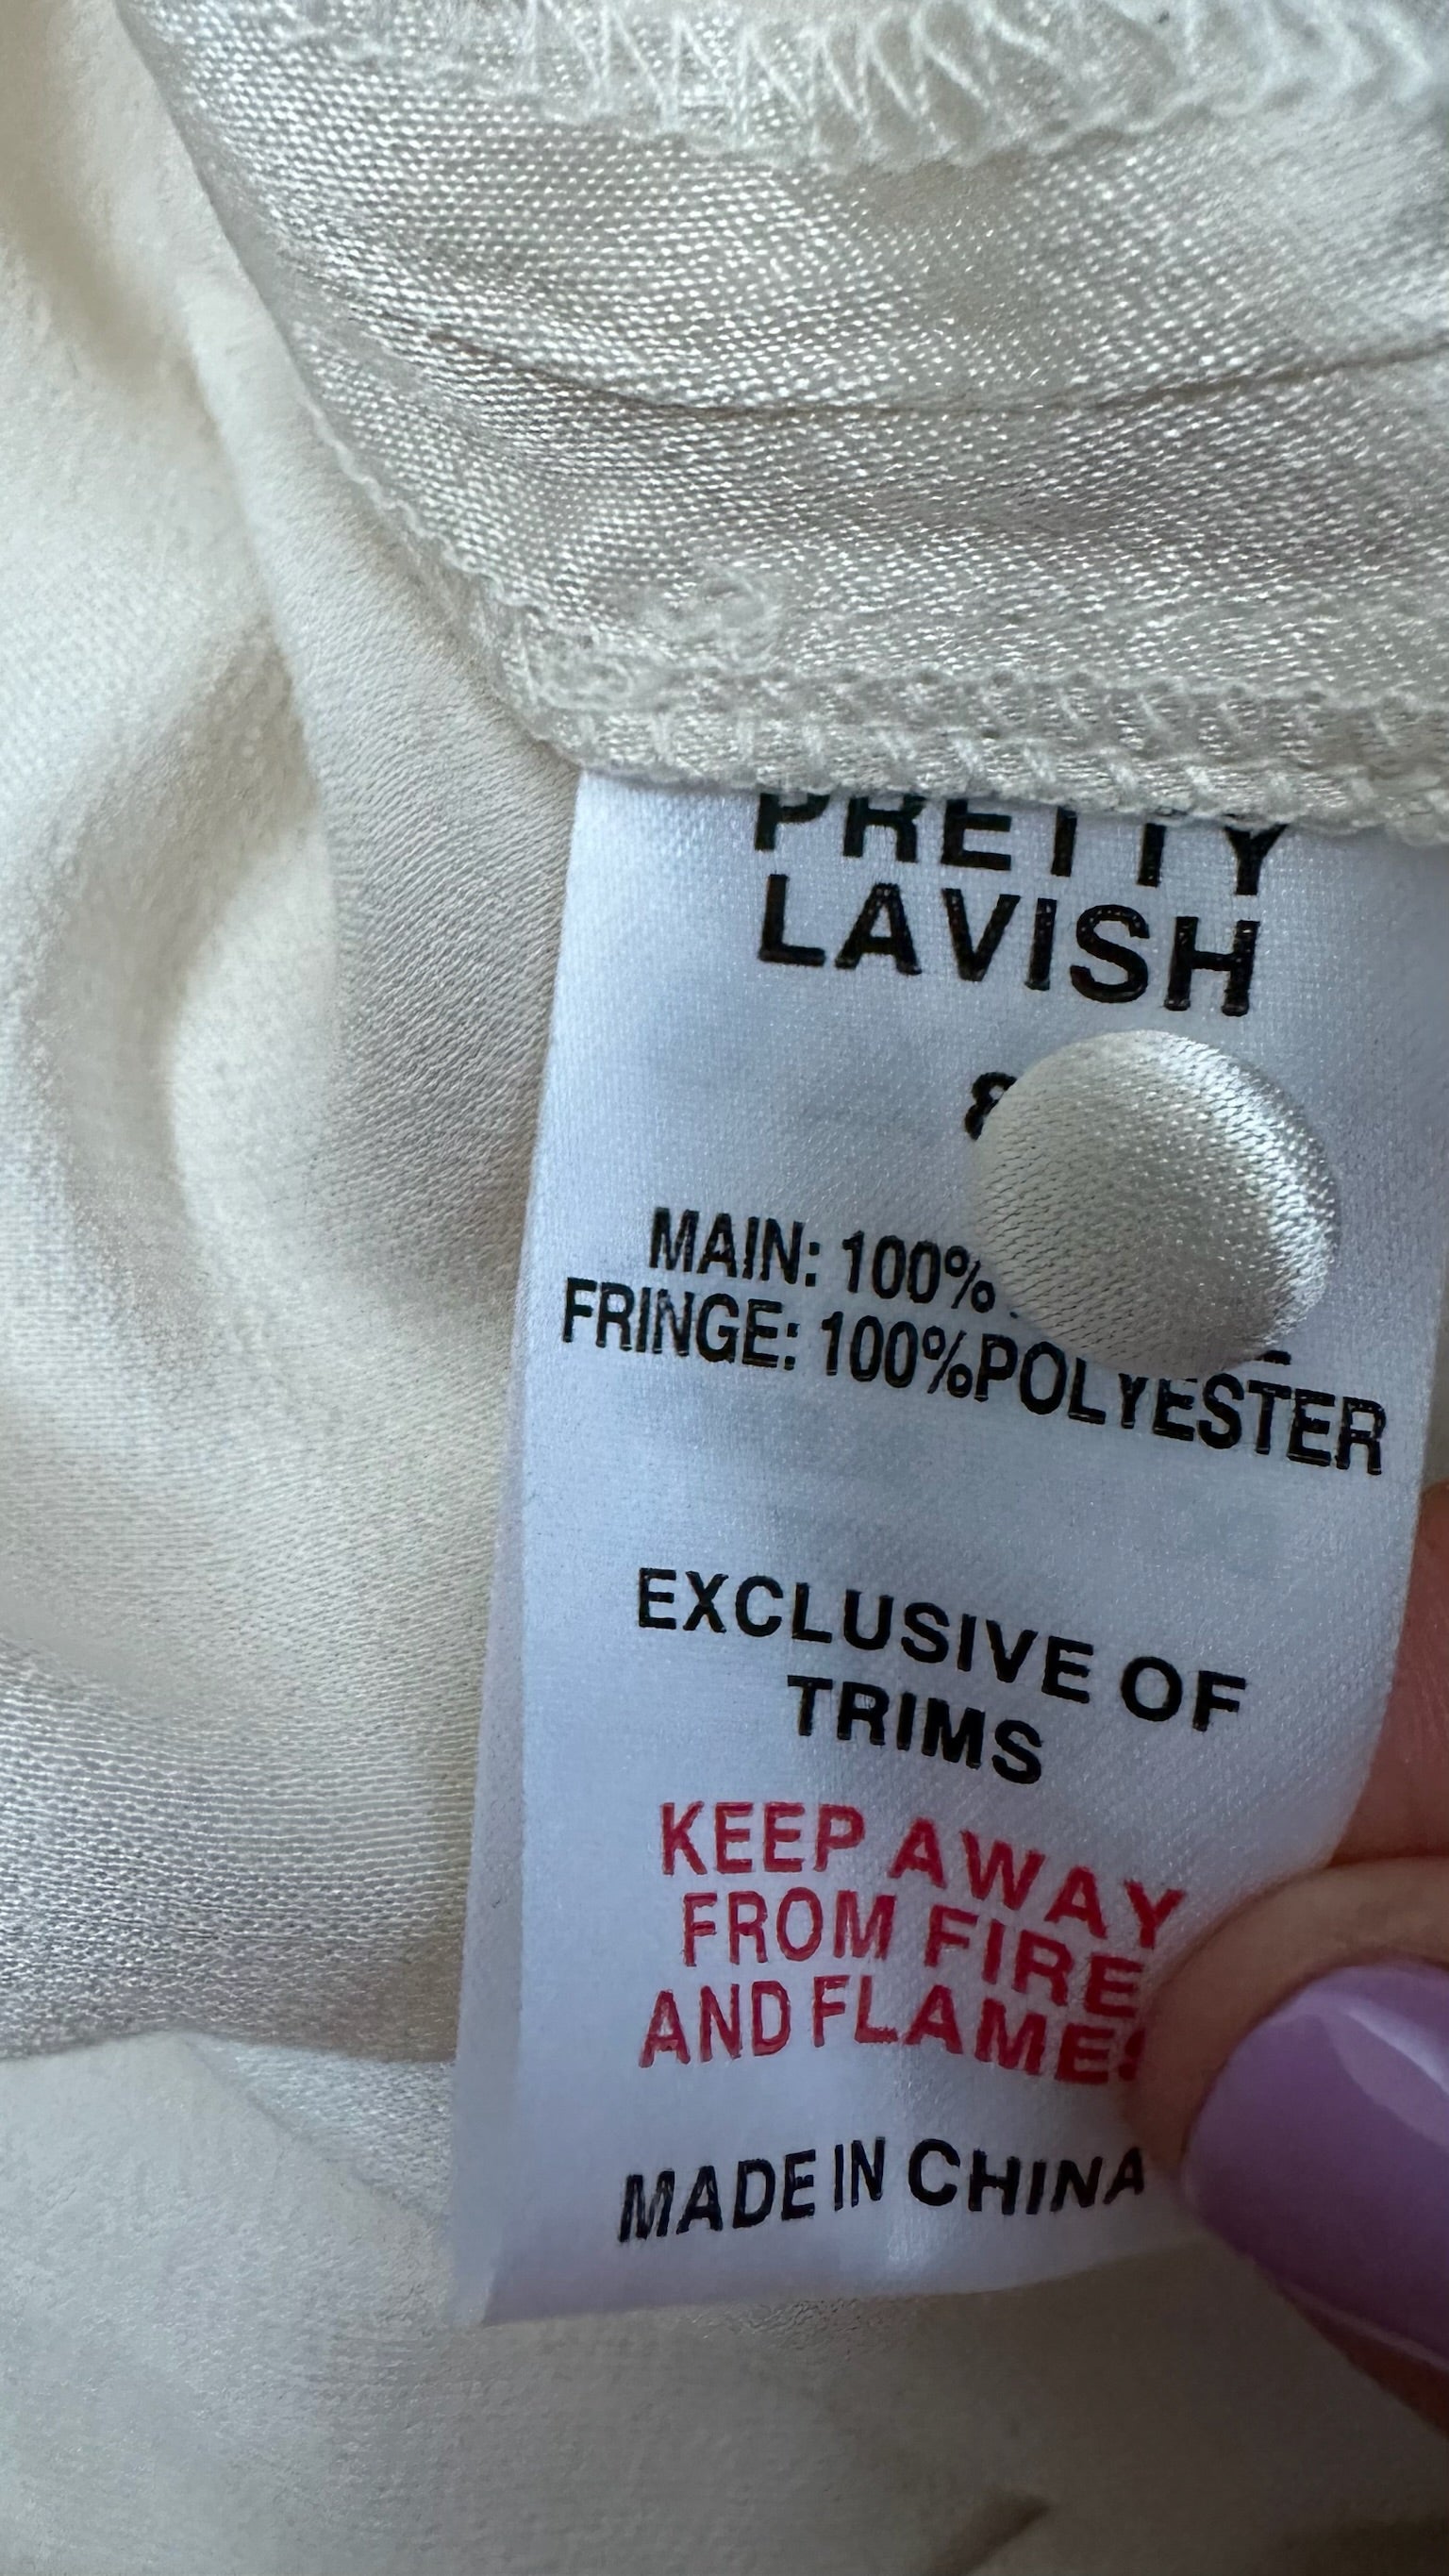 PRETTY
LAVISH
8
MAIN: 100%
FRINGE: 100%POLYESTER
EXCLUSIVE OF
TRIMS
KEEP AWAY
FROM FIRE
AND FLAMES
MADE IN CHINA